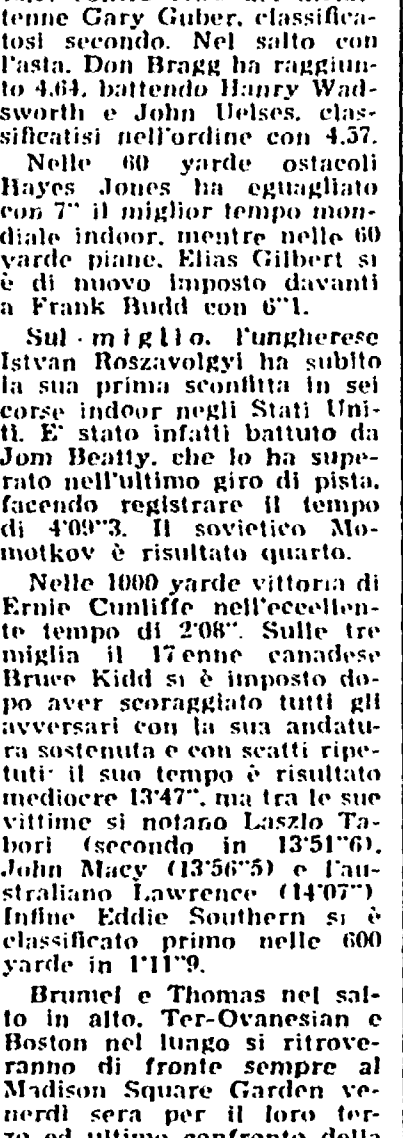 tenne Gary Guber, classifica-
tosi secondo. Nel salto con
l'asta. Don Bragg ha raggiun-
to 4.64. battendo Hanry Wad-
sworth e John Uelses, clas-
sificatisi nell'ordine con 4.57.
Nelle 60 yarde ostacoli
Hayes Jones ha eguagliato
con 7" il miglior tempo mon-
diale indoor, mentre nelle 60
yarde piane, Elias Gilbert si
è di nuovo imposto davanti
a Frank Budd con 6"1.
Sul miglio, l'ungherese
Istvan Roszavolgyi ha subito
la sua prima sconfitta in sei
corse indoor negli Stati Uni-
ti. E' stato infatti battuto da
Jom Beatty, che lo ha supe-
rato nell'ultimo giro di pista,
facendo registrare il tempo
di 4'09"3. Il sovietico Mo-
motkov è risultato quarto.
Nelle 1000 yarde vittoria di
Ernie Cunliffe nell'eccellen-
te tempo di 2'08". Sulle tre
miglia il 17enne canadese
Bruce Kidd si è imposto do-
po aver scoraggiato tutti gli
avversari con la sua andatu-
ra sostenuta e con scatti ripe-
tuti: il suo tempo è risultato
mediocre 13'47", ma tra le sue
vittime si notano Laszlo Ta-
bori (secondo in 13'51"6),
John Macy (13'56"5) e l'au-
straliano Lawrence (14'07")
Infine Eddie Southern si è
classificato primo nelle 600
yarde in 1'11"9.
Brumel e Thomas nel sal-
to in alto, Ter-Ovanesian e
Boston nel lungo si ritrove-
ranno di fronte sempre al
Madison Square Garden ve-
nerdì sera per il loro ter-
zo ed ultimo confronto della